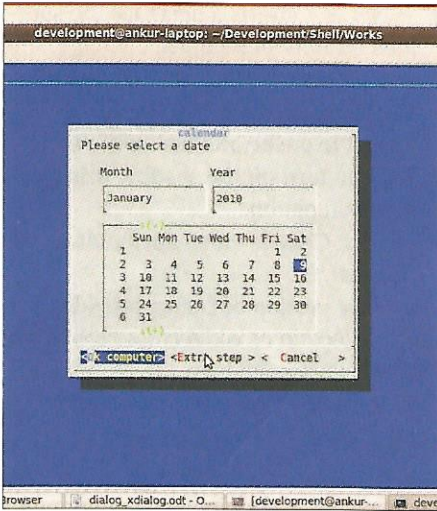 development@ankur-laptop: ~/Development/Shell/Works
calendar
Please select a date
Month Year
January 2010
↑(-)
Sun Mon Tue Wed Thu Fri Sat
1 1 2
2 3 4 5 6 7 8 9
3 10 11 12 13 14 15 16
4 17 18 19 20 21 22 23
5 24 25 26 27 28 29 30
6 31
↓(+)
<Ok computer> <Extra step > < Cancel >
Browser dialog_xdialog.odt - O... [development@ankur-... deve